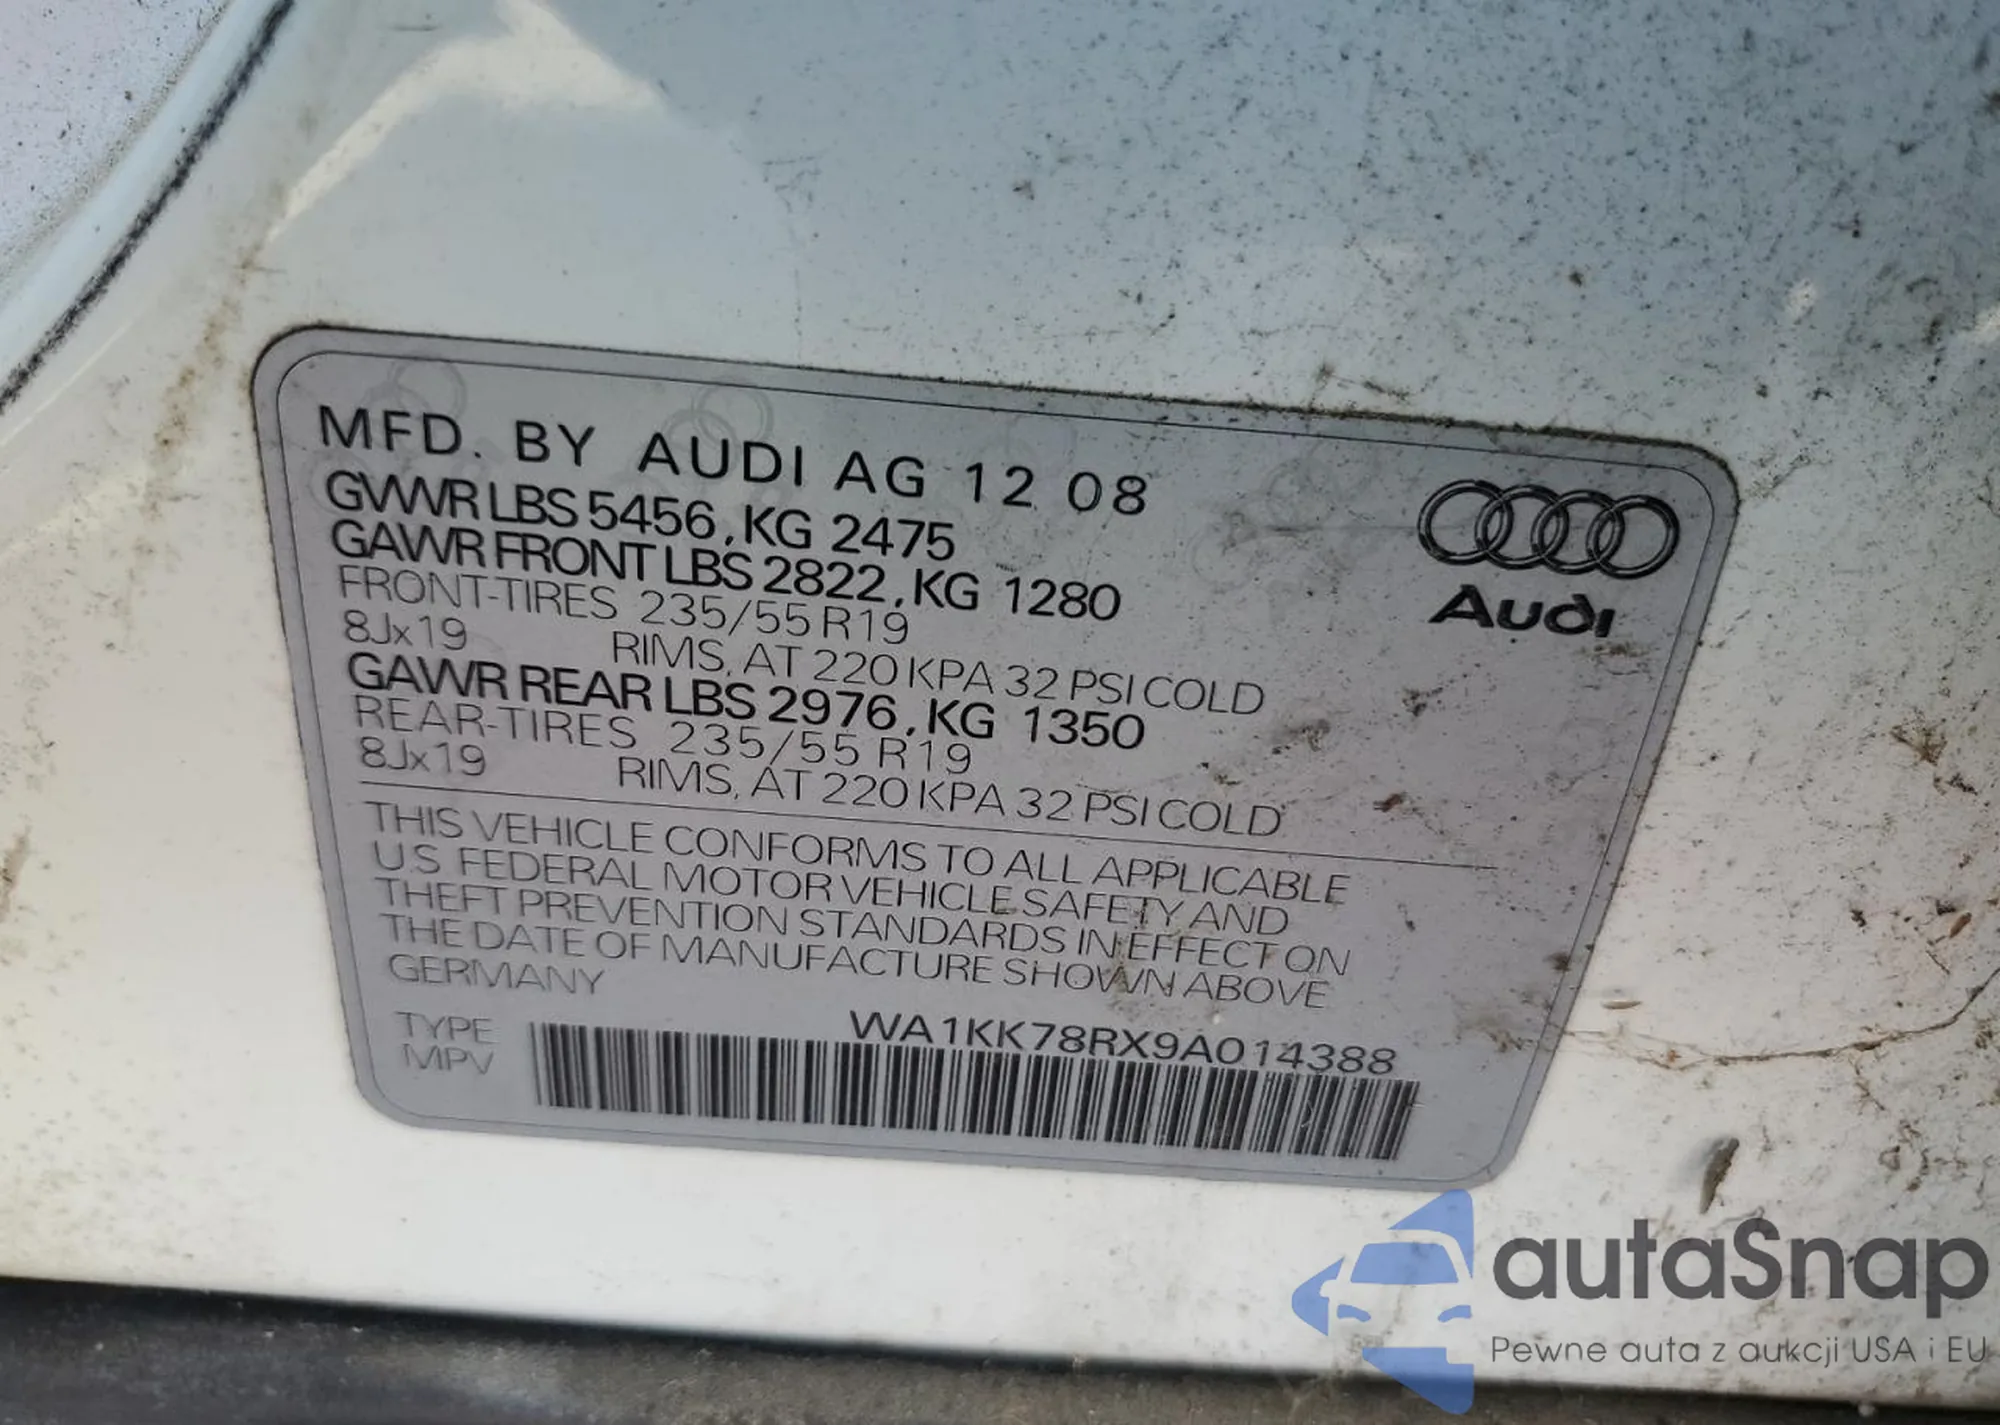 MFD. BY AUDI AG 12 08
GVWR LBS 5456, KG 2475
GAWR FRONT LBS 2822, KG 1280
FRONT-TIRES 235/55 R19
8Jx19 RIMS, AT 220 KPA 32 PSI COLD
GAWR REAR LBS 2976, KG 1350
REAR-TIRES 235/55 R19
8Jx19 RIMS, AT 220 KPA 32 PSI COLD
Audi
THIS VEHICLE CONFORMS TO ALL APPLICABLE
U.S FEDERAL MOTOR VEHICLE SAFETY AND
THEFT PREVENTION STANDARDS IN EFFECT ON
THE DATE OF MANUFACTURE SHOWN ABOVE
GERMANY
TYPE WA1KK78RX9A014388
MPV
autaSnap
Pewne auta z aukcji USA i EU